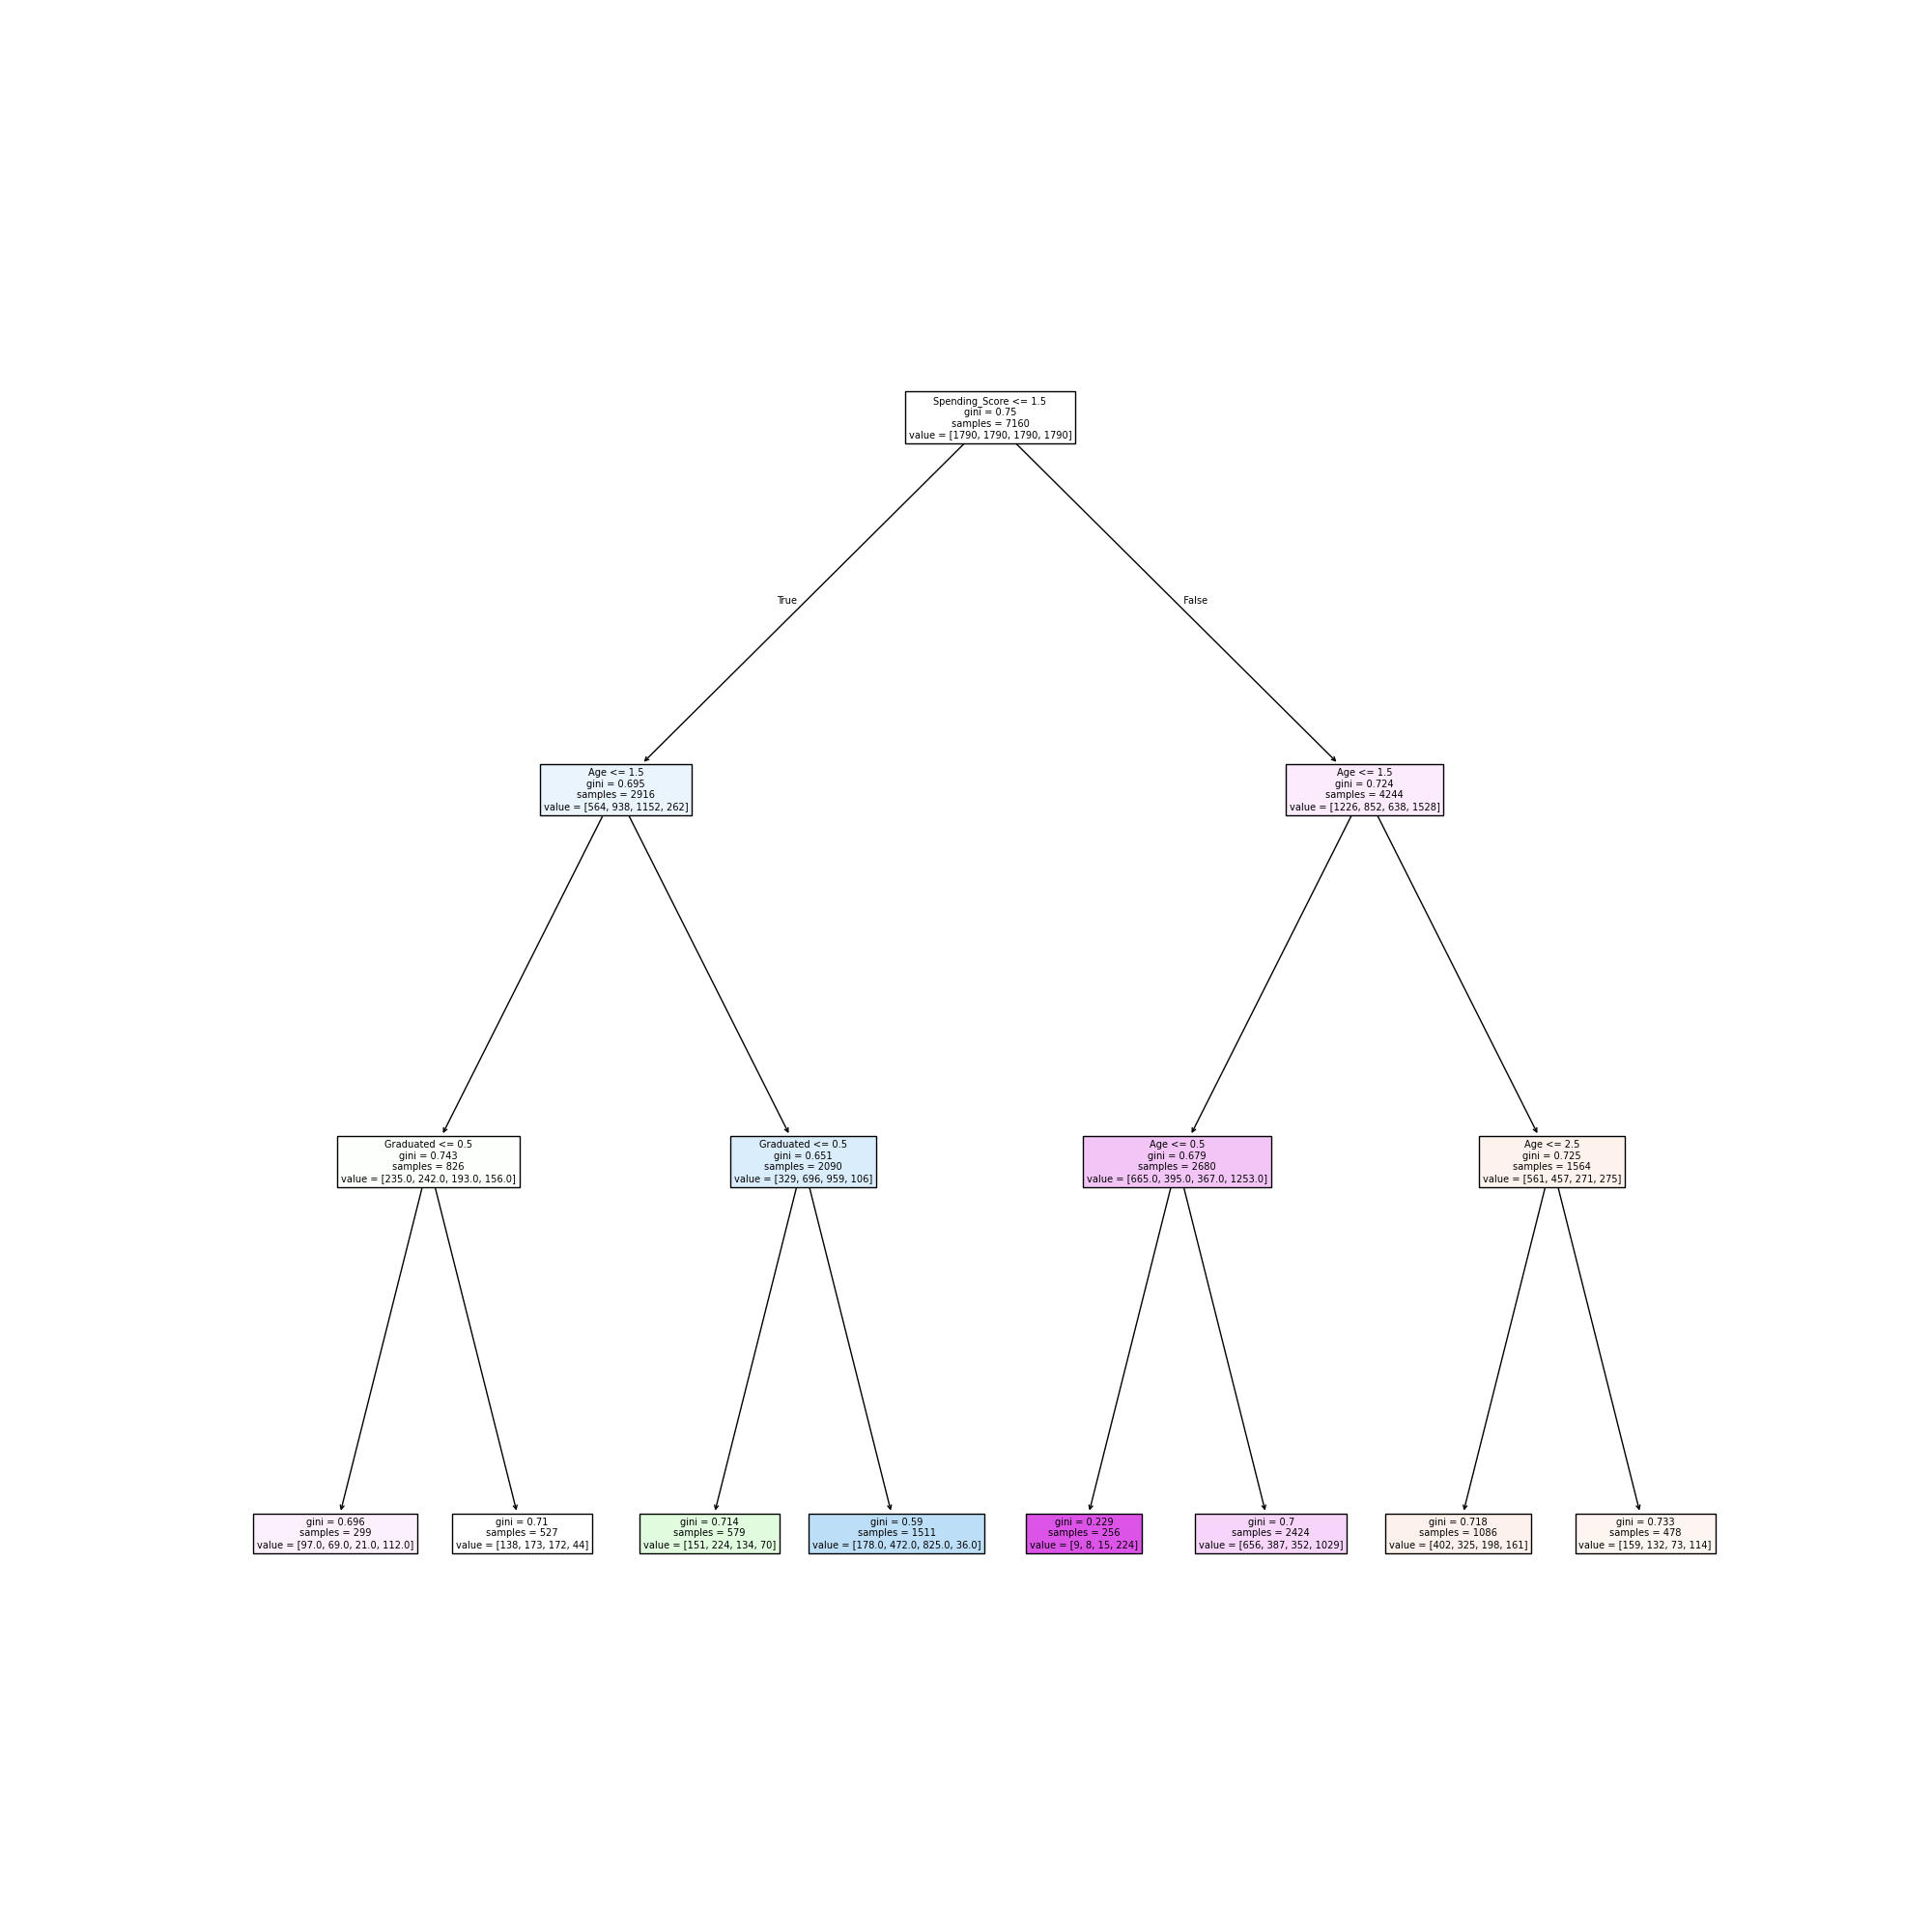 Spending_Score <= 1.5
gini = 0.75
samples = 7160
value = [1790, 1790, 1790, 1790]
True
False
Age <= 1.5
gini = 0.695
samples = 2916
value = [564, 938, 1152, 262]
Age <= 1.5
gini = 0.724
samples = 4244
value = [1226, 852, 638, 1528]
Graduated <= 0.5
gini = 0.743
samples = 826
value = [235.0, 242.0, 193.0, 156.0]
Graduated <= 0.5
gini = 0.651
samples = 2090
value = [329, 696, 959, 106]
Age <= 0.5
gini = 0.679
samples = 2680
value = [665.0, 395.0, 367.0, 1253.0]
Age <= 2.5
gini = 0.725
samples = 1564
value = [561, 457, 271, 275]
gini = 0.696
samples = 299
value = [97.0, 69.0, 21.0, 112.0]
gini = 0.71
samples = 527
value = [138, 173, 172, 44]
gini = 0.714
samples = 579
value = [151, 224, 134, 70]
gini = 0.59
samples = 1511
value = [178.0, 472.0, 825.0, 36.0]
gini = 0.229
samples = 256
value = [9, 8, 15, 224]
gini = 0.7
samples = 2424
value = [656, 387, 352, 1029]
gini = 0.718
samples = 1086
value = [402, 325, 198, 161]
gini = 0.733
samples = 478
value = [159, 132, 73, 114]